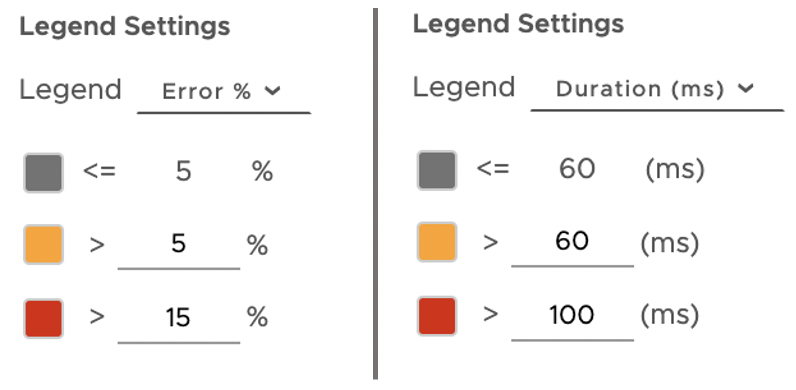 Legend Settings
Legend Error %
<= 5 %
> 5 %
> 15 %
Legend Settings
Legend Duration (ms)
<= 60 (ms)
> 60 (ms)
> 100 (ms)